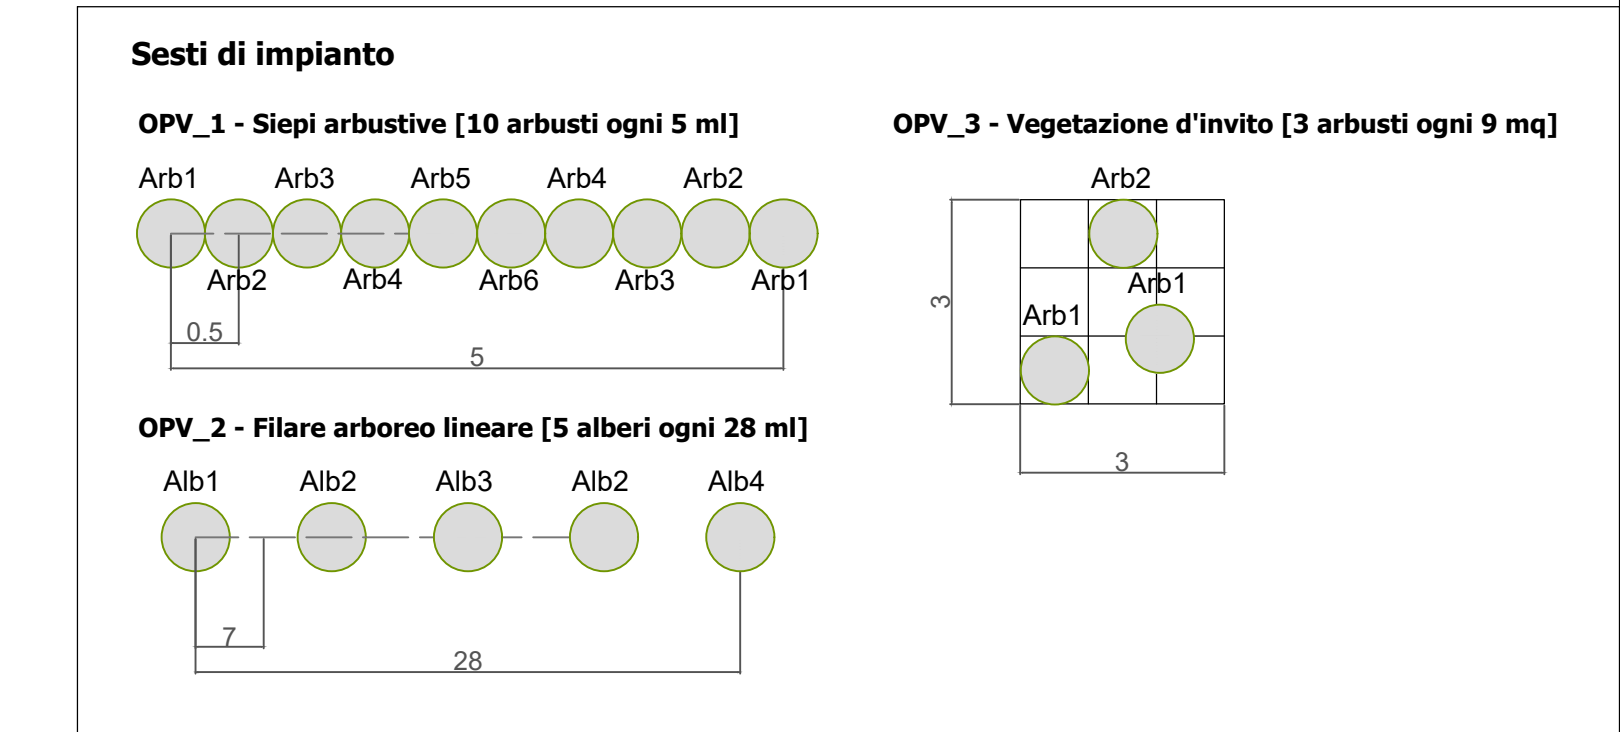 Sesti di impianto
OPV_1 - Siepi arbustive [10 arbusti ogni 5 ml]
Arb1 Arb3 Arb5 Arb4 Arb2
Arb2 Arb4 Arb6 Arb3 Arb1
0.5
5
OPV_2 - Filare arboreo lineare [5 alberi ogni 28 ml]
Alb1 Alb2 Alb3 Alb2 Alb4
7
28
OPV_3 - Vegetazione d'invito [3 arbusti ogni 9 mq]
Arb2
Arb1
3
Arb1
3